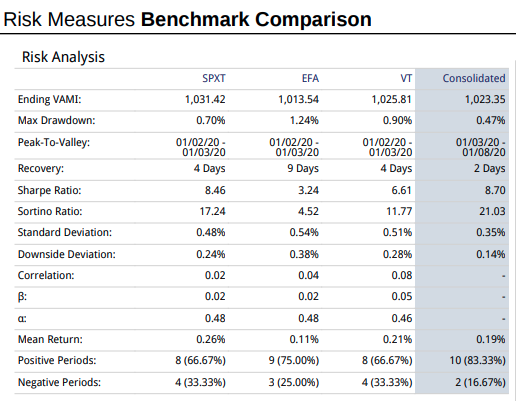 Risk Measures Benchmark Comparison
Risk Analysis
SPXT EFA VT Consolidated
Ending VAMI: 1,031.42 1,013.54 1,025.81 1,023.35
Max Drawdown: 0.70% 1.24% 0.90% 0.47%
Peak-To-Valley: 01/02/20 - 01/02/20 - 01/02/20 - 01/03/20 -
01/03/20 01/03/20 01/03/20 01/08/20
Recovery: 4 Days 9 Days 4 Days 2 Days
Sharpe Ratio: 8.46 3.24 6.61 8.70
Sortino Ratio: 17.24 4.52 11.77 21.03
Standard Deviation: 0.48% 0.54% 0.51% 0.35%
Downside Deviation: 0.24% 0.38% 0.28% 0.14%
Correlation: 0.02 0.04 0.08 -
β: 0.02 0.02 0.05 -
α: 0.48 0.48 0.46 -
Mean Return: 0.26% 0.11% 0.21% 0.19%
Positive Periods: 8 (66.67%) 9 (75.00%) 8 (66.67%) 10 (83.33%)
Negative Periods: 4 (33.33%) 3 (25.00%) 4 (33.33%) 2 (16.67%)